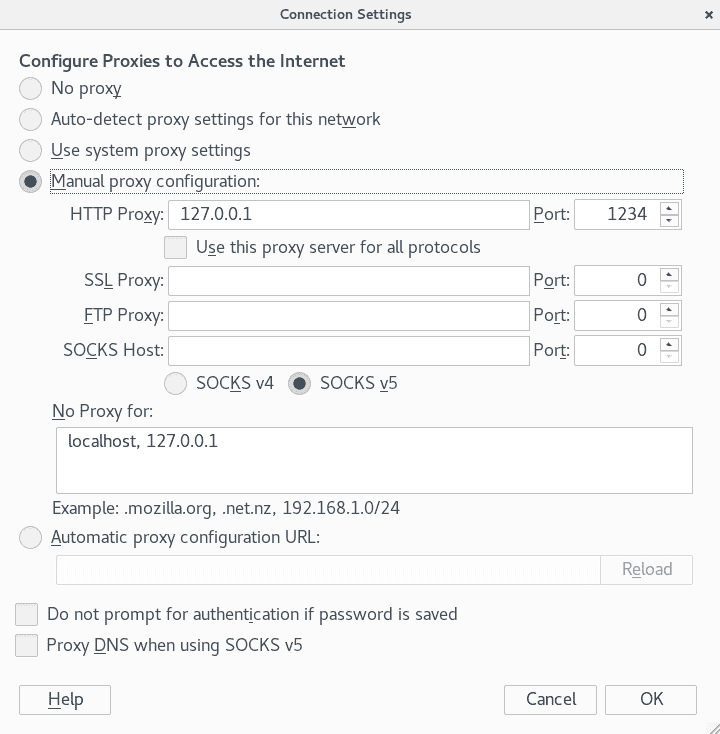 Connection Settings ×
Configure Proxies to Access the Internet
No proxy
Auto-detect proxy settings for this network
Use system proxy settings
Manual proxy configuration:
HTTP Proxy: 127.0.0.1 Port: 1234
Use this proxy server for all protocols
SSL Proxy: Port: 0
FTP Proxy: Port: 0
SOCKS Host: Port: 0
SOCKS v4 SOCKS v5
No Proxy for:
localhost, 127.0.0.1
Example: .mozilla.org, .net.nz, 192.168.1.0/24
Automatic proxy configuration URL:
Reload
Do not prompt for authentication if password is saved
Proxy DNS when using SOCKS v5
Help Cancel OK